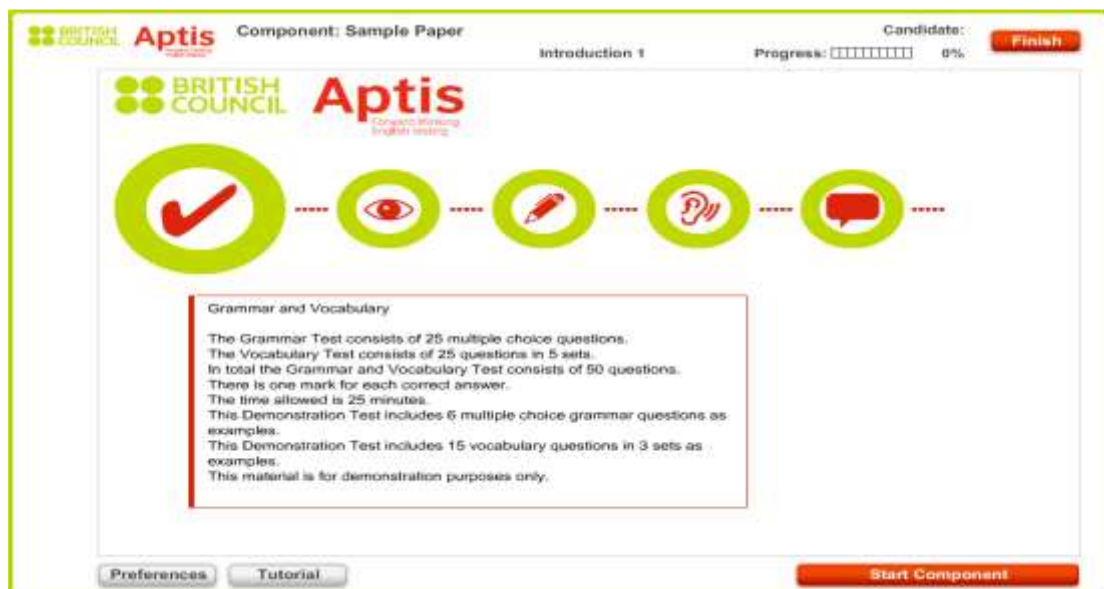 BRITISH
COUNCIL
Aptis
Component: Sample Paper
Introduction 1
Candidate:
Progress: 0%
Finish
BRITISH
COUNCIL
Aptis
Forward thinking
English testing
Grammar and Vocabulary
The Grammar Test consists of 25 multiple choice questions.
The Vocabulary Test consists of 25 questions in 5 sets.
In total the Grammar and Vocabulary Test consists of 50 questions.
There is one mark for each correct answer.
The time allowed is 25 minutes.
This Demonstration Test includes 6 multiple choice grammar questions as
examples.
This Demonstration Test includes 15 vocabulary questions in 3 sets as
examples.
This material is for demonstration purposes only.
Preferences
Tutorial
Start Component